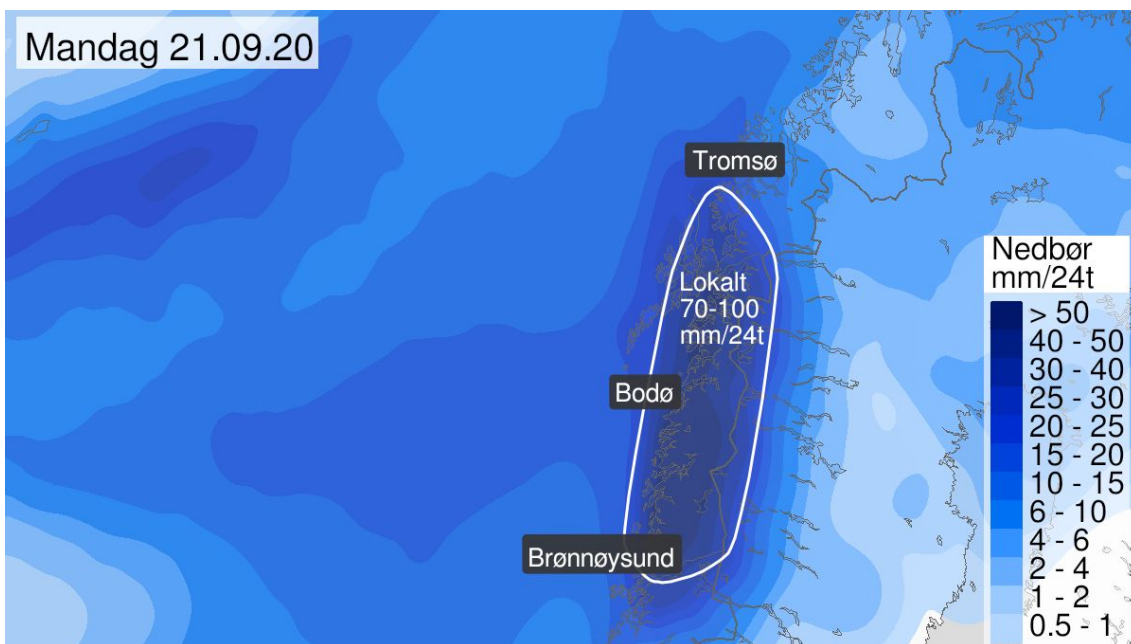 Mandag 21.09.20
Tromsø
Lokalt
70-100
mm/24t
Bodø
Brønnøysund
Nedbør
mm/24t
> 50
40 - 50
30 - 40
25 - 30
20 - 25
15 - 20
10 - 15
6 - 10
4 - 6
2 - 4
1 - 2
0.5 - 1